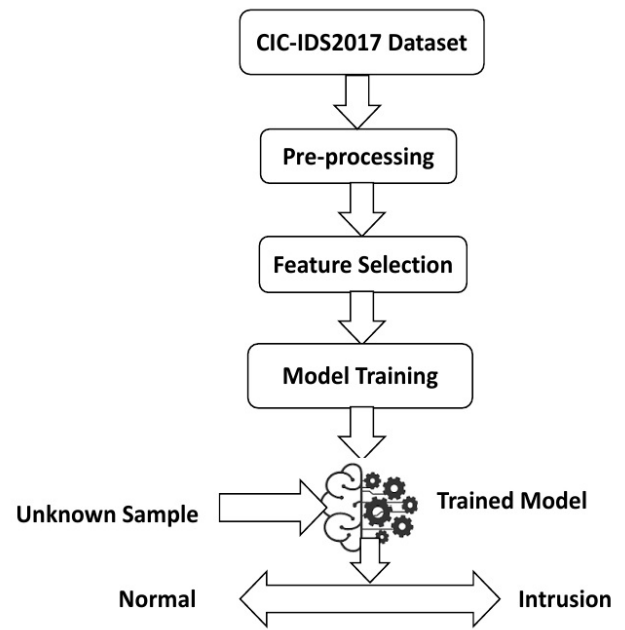 CIC-IDS2017 Dataset
Pre-processing
Feature Selection
Model Training
Trained Model
Unknown Sample
Normal
Intrusion